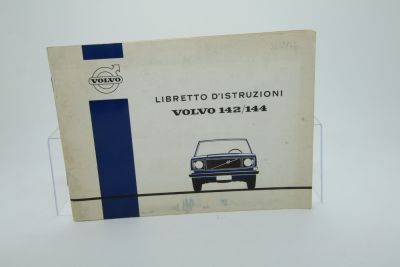 VOLVO
LIBRETTO D'ISTRUZIONI
VOLVO 142/144